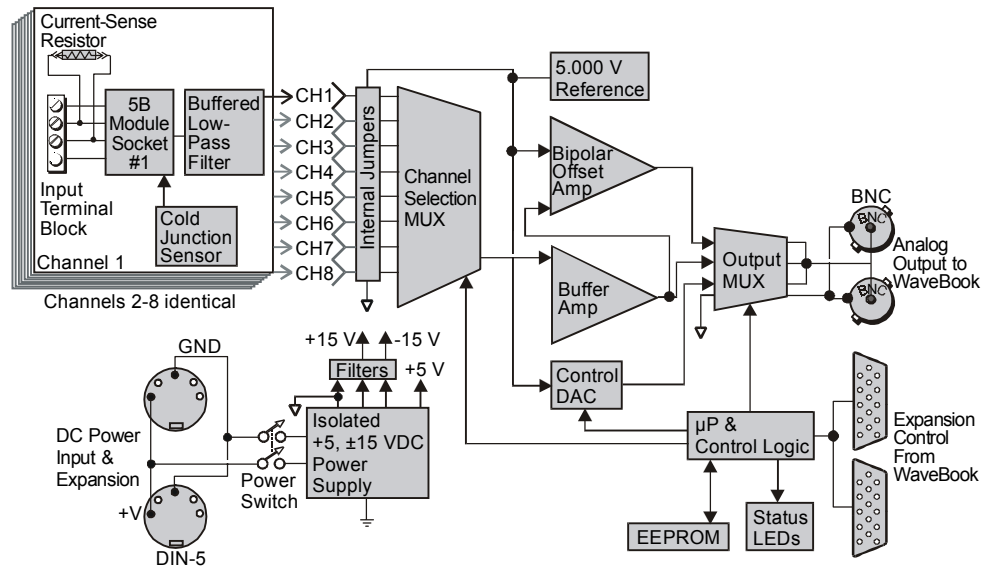 Current-Sense
Resistor
5B
Module
Socket
#1
Buffered
Low-
Pass
Filter
Input
Terminal
Block
Cold
Junction
Sensor
Channel 1
Channels 2-8 identical
CH1
CH2
CH3
CH4
CH5
CH6
CH7
CH8
Internal Jumpers
Channel
Selection
MUX
5.000 V
Reference
Bipolar
Offset
Amp
Buffer
Amp
Output
MUX
BNC
BNC
Analog
Output to
WaveBook
BNC
Control
DAC
µP &
Control Logic
EEPROM
Status
LEDs
Expansion
Control
From
WaveBook
+15 V
-15 V
Filters
+5 V
GND
DC Power
Input &
Expansion
+V
DIN-5
Power
Switch
Isolated
+5, ±15 VDC
Power
Supply